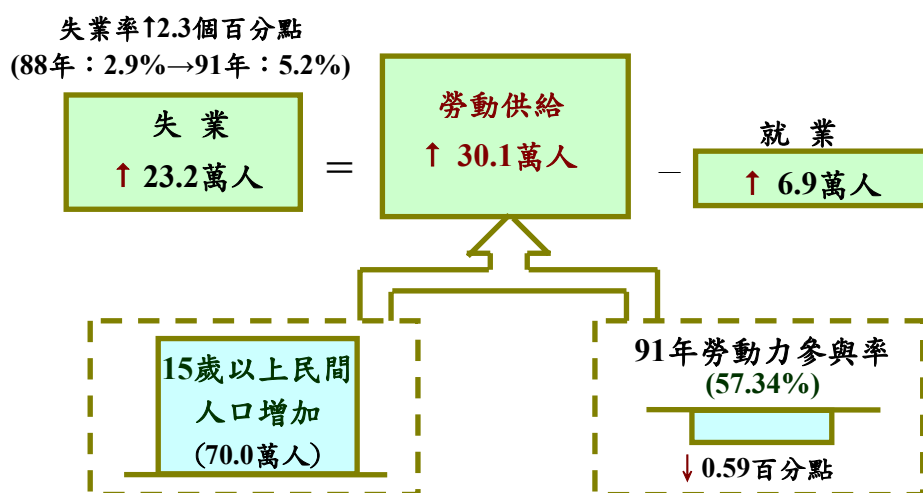 失業率↑2.3個百分點
(88年：2.9%→91年：5.2%)
失 業
↑ 23.2萬人
=
勞動供給
↑ 30.1萬人
－
就 業
↑ 6.9萬人
15歲以上民間
人口增加
(70.0萬人)
91年勞動力參與率
(57.34%)
↓ 0.59百分點